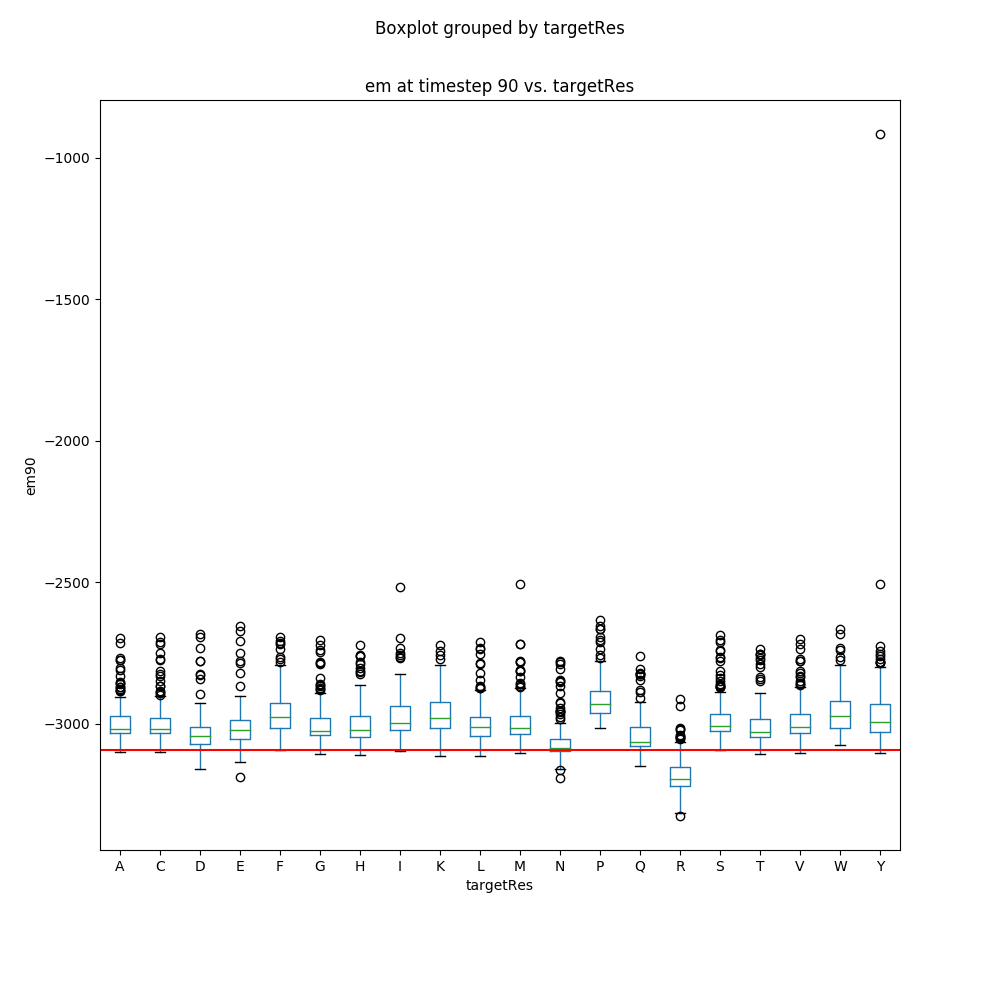 Boxplot grouped by targetRes
em at timestep 90 vs. targetRes
−1000
−1500
−2000
−2500
−3000
em90
A C D E F G H I K L M N P Q R S T V W Y
targetRes